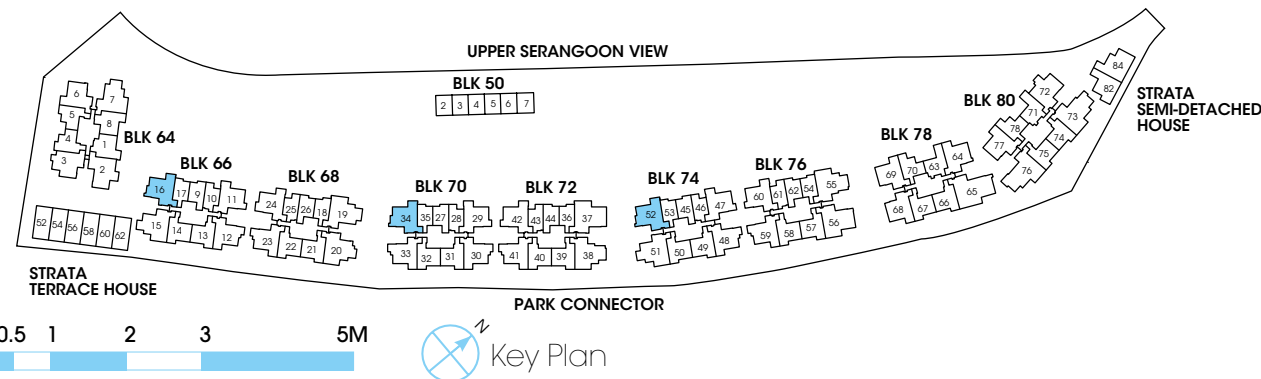 UPPER SERANGOON VIEW
BLK 50
2 3 4 5 6 7
84
82
STRATA
SEMI-DETACHED
HOUSE
BLK 80
72
71
73
78
74
77
75
76
6
7
5
8
4
1
3
2
BLK 64
BLK 66
16 17 9 10 11
15 14 13 12
BLK 68
24 25 26 18 19
23 22 21 20
BLK 70
34 35 27 28 29
33 32 31 30
BLK 72
42 43 44 36 37
41 40 39 38
BLK 74
52 53 45 46 47
51 50 49 48
BLK 76
60 61 62 54 55
59 58 57 56
BLK 78
69 70 63 64
68 67 66 65
52 54 56 58 60 62
STRATA
TERRACE HOUSE
PARK CONNECTOR
0.5 1 2 3 5M
N
Key Plan